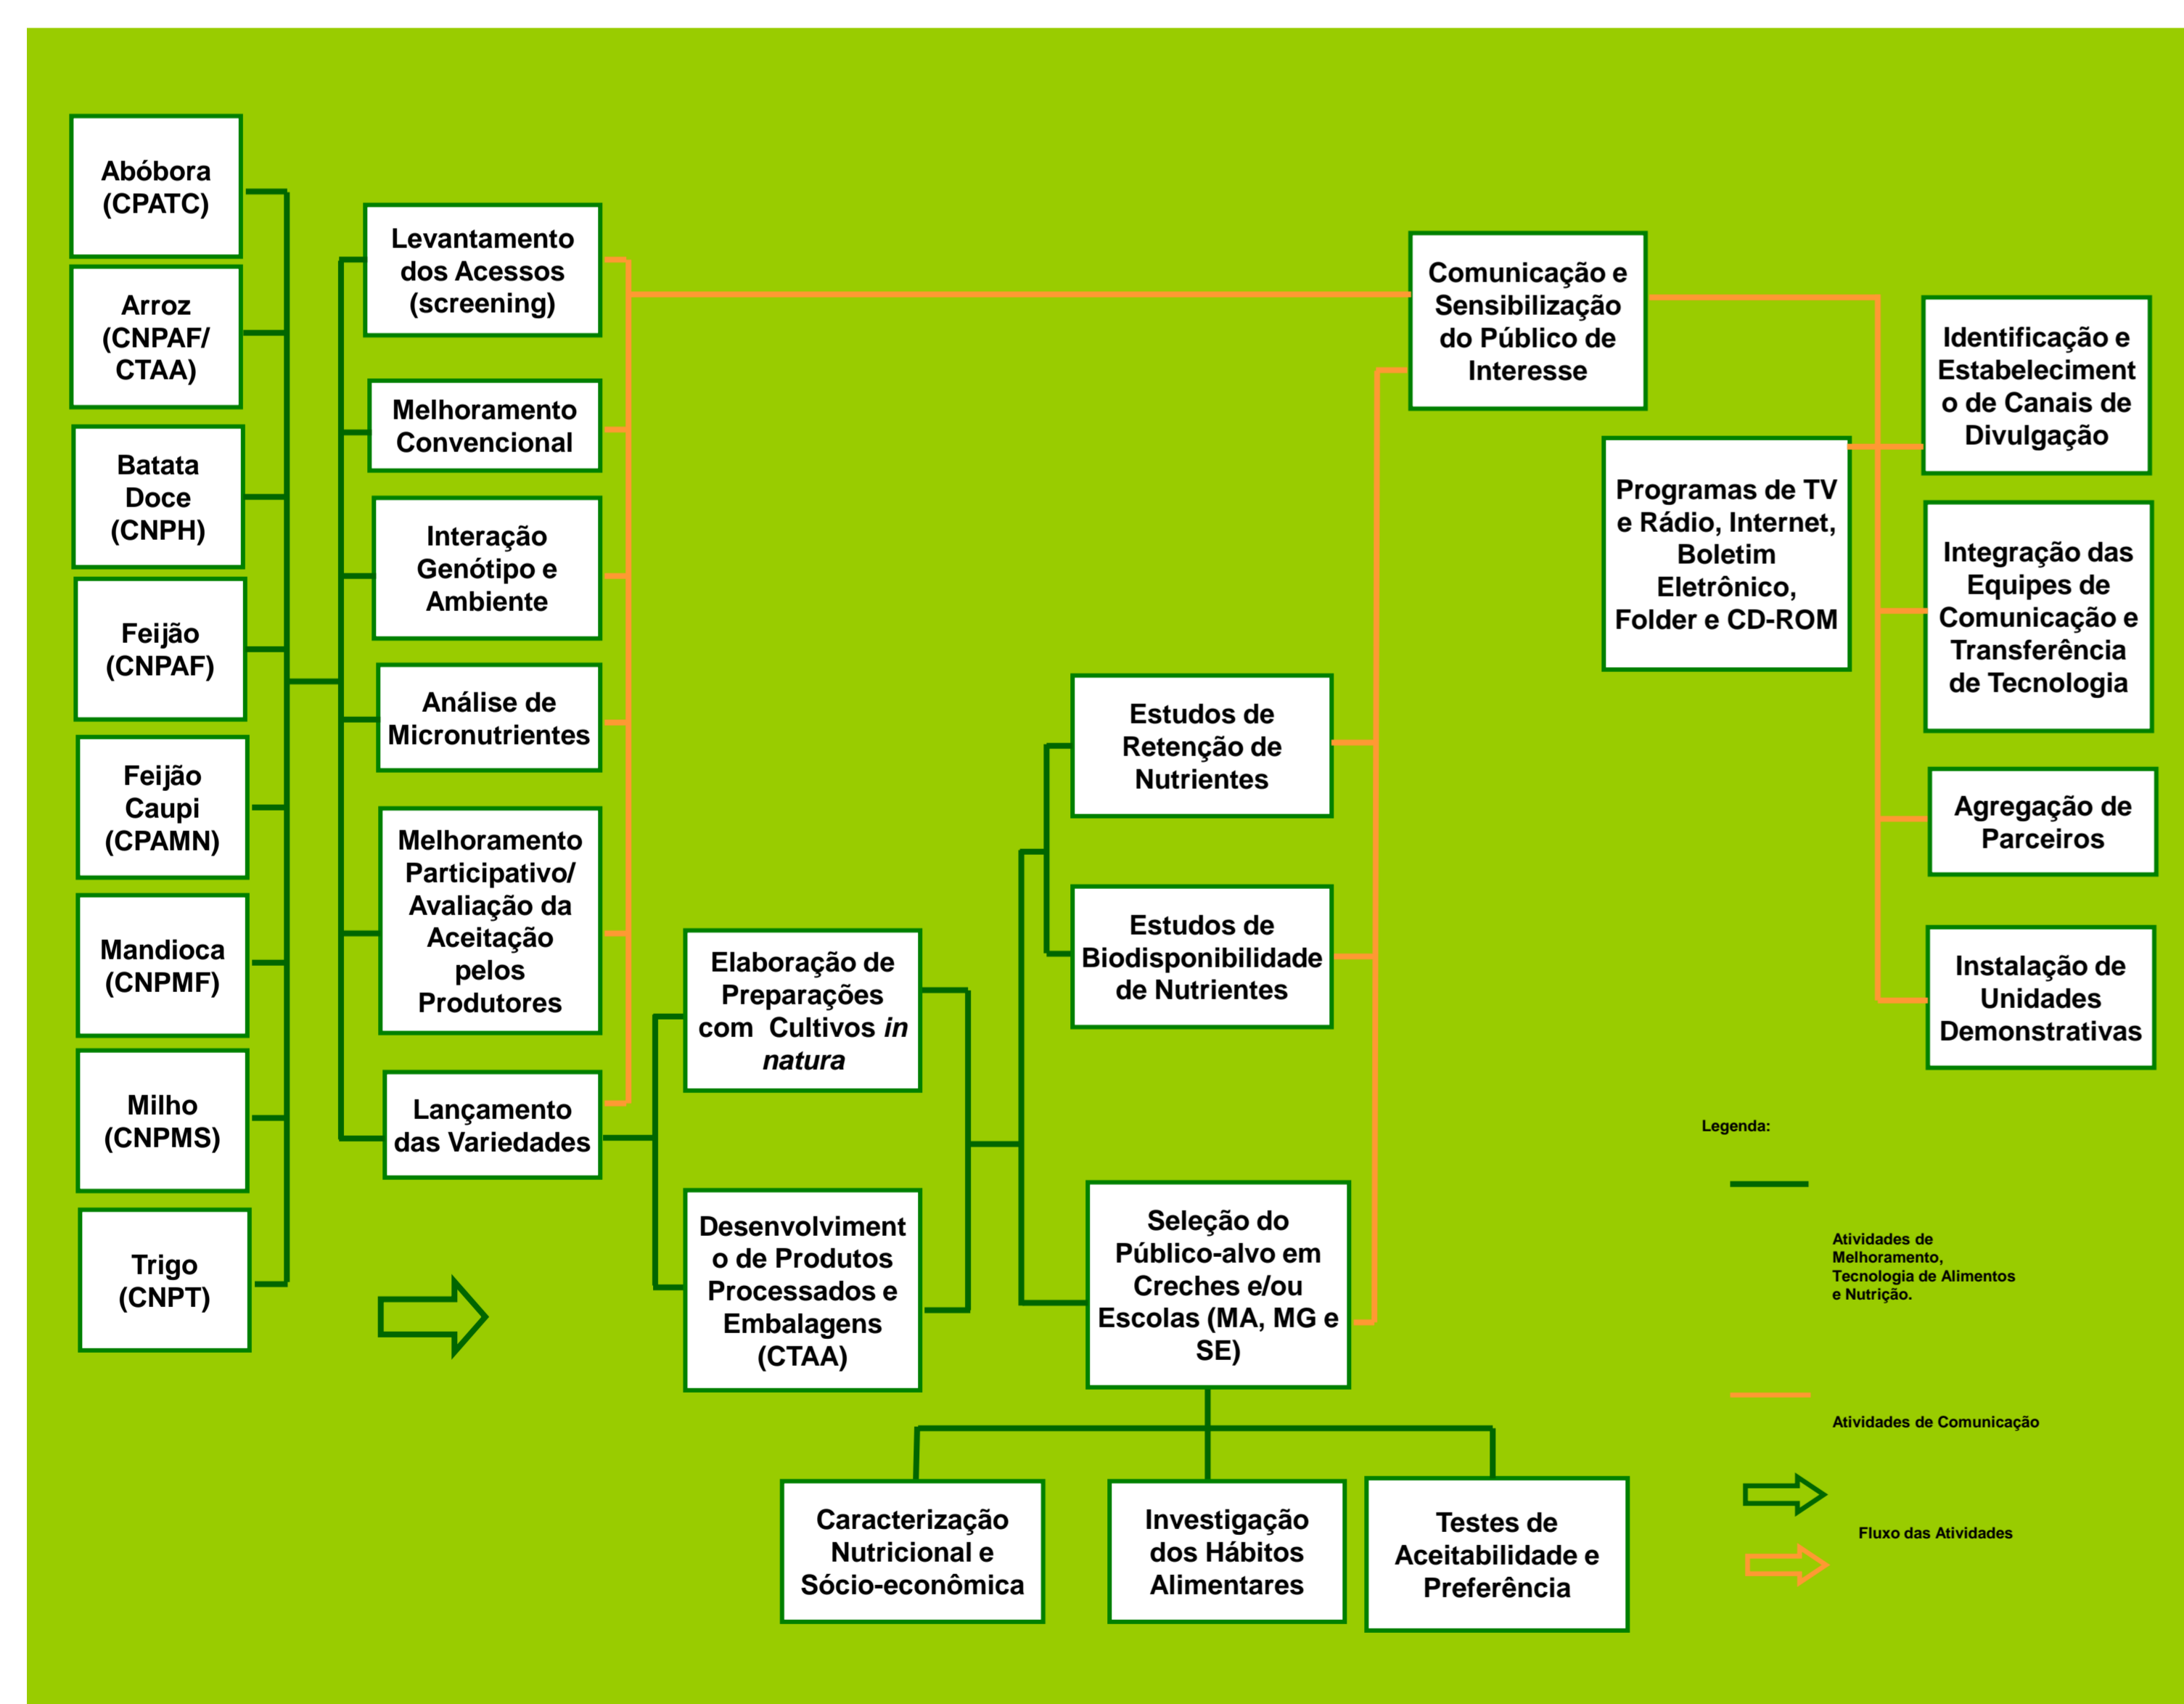 Abóbora
(CPATC)
Arroz
(CNPAF/
CTAA)
Batata
Doce
(CNPH)
Feijão
(CNPAF)
Feijão
Caupi
(CPAMN)
Mandioca
(CNPMF)
Milho
(CNPMS)
Trigo
(CNPT)
Levantamento
dos Acessos
(screening)
Melhoramento
Convencional
Interação
Genótipo e
Ambiente
Análise de
Micronutrientes
Melhoramento
Participativo/
Avaliação da
Aceitação
pelos
Produtores
Lançamento
das Variedades
Elaboração de
Preparações
com Cultivos in
natura
Desenvolviment
o de Produtos
Processados e
Embalagens
(CTAA)
Estudos de
Retenção de
Nutrientes
Estudos de
Biodisponibilidade
de Nutrientes
Seleção do
Público-alvo em
Creches e/ou
Escolas (MA, MG e
SE)
Caracterização
Nutricional e
Sócio-econômica
Investigação
dos Hábitos
Alimentares
Testes de
Aceitabilidade e
Preferência
Comunicação e
Sensibilização
do Público de
Interesse
Programas de TV
e Rádio, Internet,
Boletim
Eletrônico,
Folder e CD-ROM
Identificação e
Estabeleciment
o de Canais de
Divulgação
Integração das
Equipes de
Comunicação e
Transferência
de Tecnologia
Agregação de
Parceiros
Instalação de
Unidades
Demonstrativas
Legenda:
Atividades de
Melhoramento,
Tecnologia de Alimentos
e Nutrição.
Atividades de Comunicação
Fluxo das Atividades